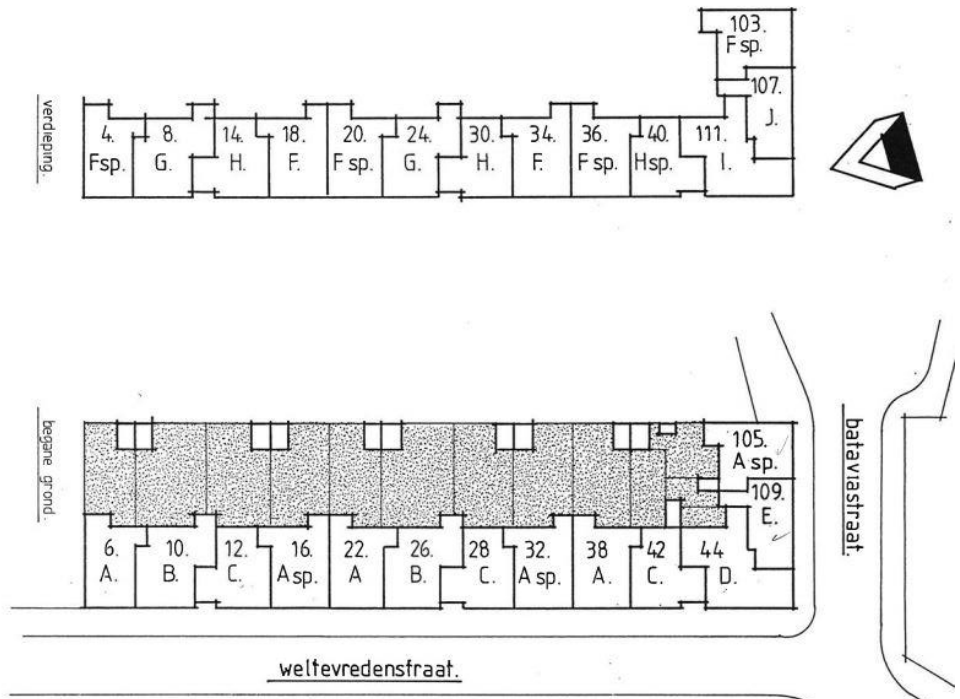 103.
F sp.
107.
J.
verdieping.
4.
Fsp.
8.
G.
14.
H.
18.
F.
20.
F sp.
24.
G.
30.
H.
34.
F.
36.
F sp.
40.
Hsp.
111.
I.
begane grond.
105.
A sp.
109.
E.
6.
A.
10.
B.
12.
C.
16.
A sp.
22.
A
26.
B.
28
C.
32.
A sp.
38
A.
42
C.
44
D.
bataviastraat.
weltevredenstraat.